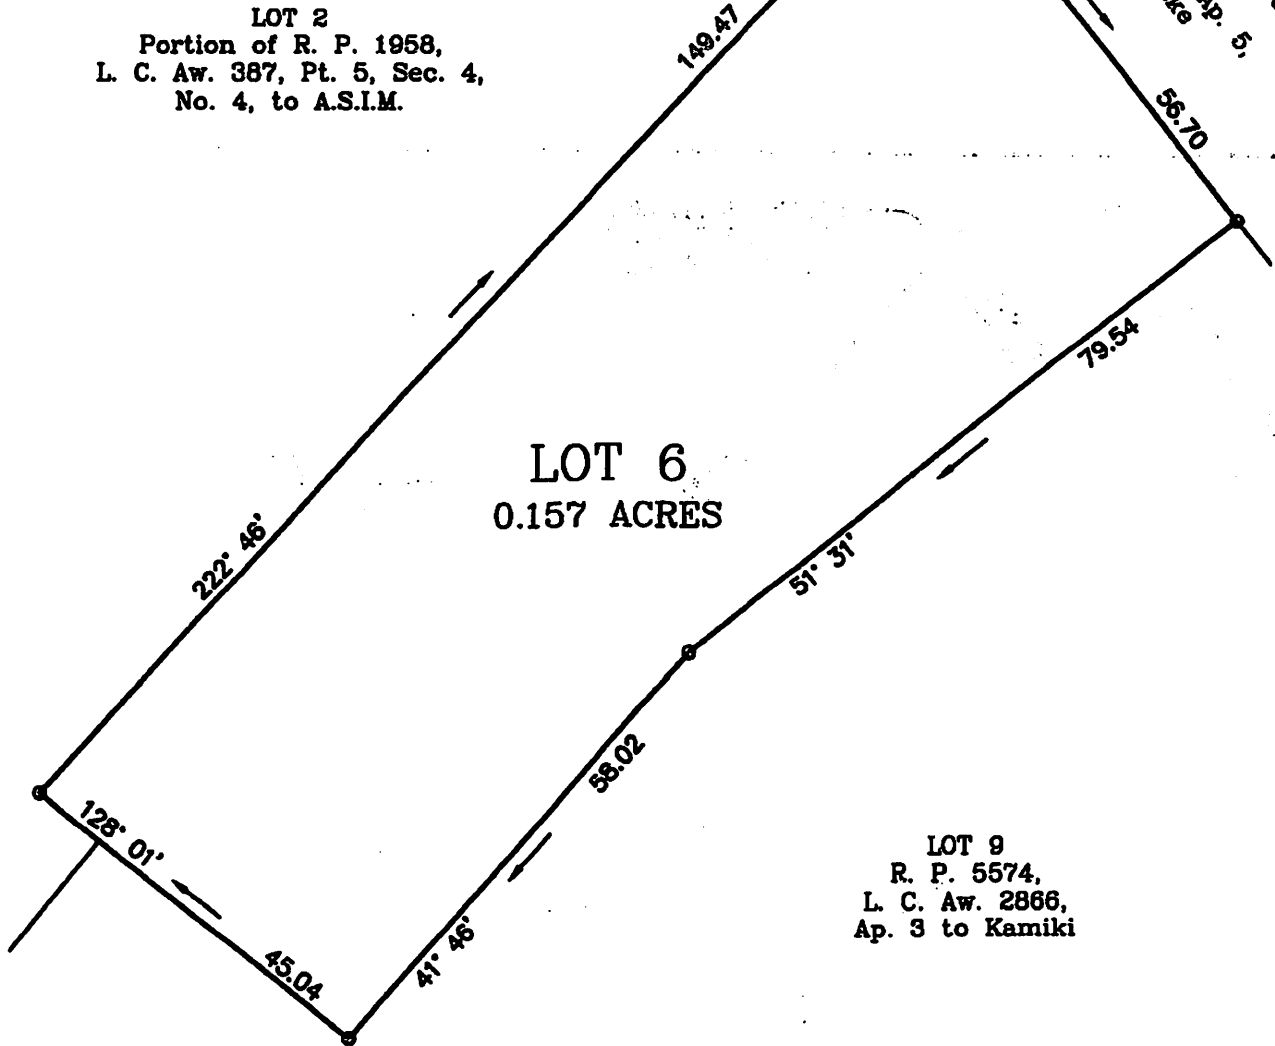 LOT 2
Portion of R. P. 1958,
L. C. Aw. 387, Pt. 5, Sec. 4,
No. 4, to A.S.I.M.
149.47
Ap. 5,
56.70
79.54
LOT 6
0.157 ACRES
222° 46'
51° 31'
58.02
128° 01'
41° 46'
45.04
LOT 9
R. P. 5574,
L. C. Aw. 2866,
Ap. 3 to Kamiki